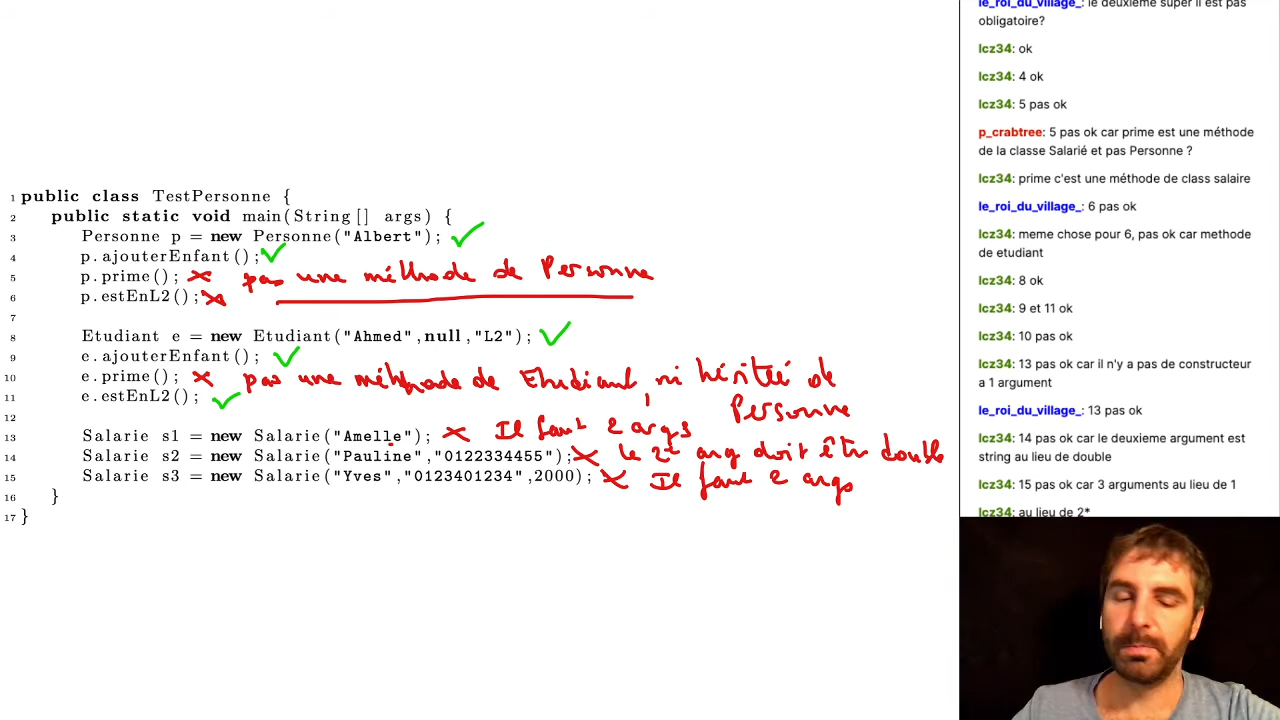 1 public class TestPersonne {
2 public static void main(String[] args) {
3 Personne p = new Personne("Albert");
4 p.ajouterEnfant();
5 p.prime(); pas une méthode de Personne
6 p.estEnL2();
7
8 Etudiant e = new Etudiant("Ahmed",null,"L2");
9 e.ajouterEnfant();
10 e.prime(); pas une méthode de Etudiant, ni héritée de
Personne
11 e.estEnL2();
12
13 Salarie s1 = new Salarie("Amelie"); Il faut 2 args
14 Salarie s2 = new Salarie("Pauline","0122334455"); le 2e arg doit être double
15 Salarie s3 = new Salarie("Yves","0123401234",2000); Il faut 2 args
16 }
17 }
le_roi_du_village_: le deuxieme super il est pas
obligatoire?
lcz34: ok
lcz34: 4 ok
lcz34: 5 pas ok
p_crabtree: 5 pas ok car prime est une méthode
de la classe Salarié et pas Personne ?
lcz34: prime c'est une méthode de class salaire
le_roi_du_village_: 6 pas ok
lcz34: meme chose pour 6, pas ok car methode
de etudiant
lcz34: 8 ok
lcz34: 9 et 11 ok
lcz34: 10 pas ok
lcz34: 13 pas ok car il n'y a pas de constructeur
a 1 argument
le_roi_du_village_: 13 pas ok
lcz34: 14 pas ok car le deuxieme argument est
string au lieu de double
lcz34: 15 pas ok car 3 arguments au lieu de 1
lcz34: au lieu de 2*